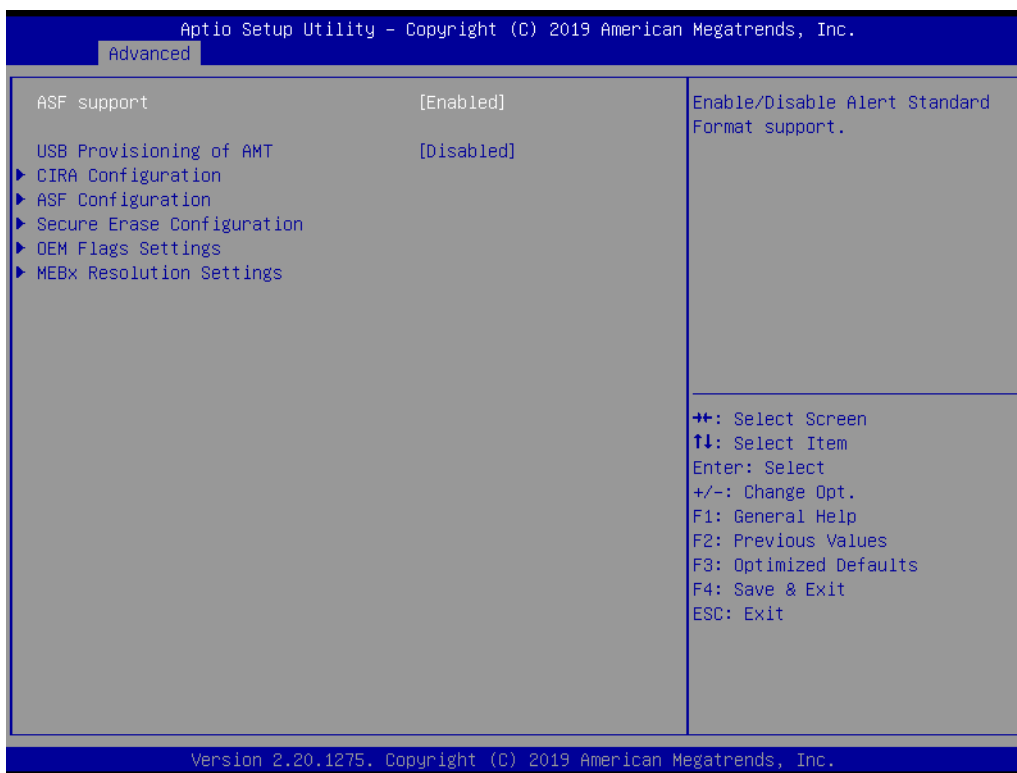 Aptio Setup Utility – Copyright (C) 2019 American Megatrends, Inc.
Advanced
ASF support [Enabled]
USB Provisioning of AMT [Disabled]
▶ CIRA Configuration
▶ ASF Configuration
▶ Secure Erase Configuration
▶ OEM Flags Settings
▶ MEBx Resolution Settings
Enable/Disable Alert Standard
Format support.
→←: Select Screen
↑↓: Select Item
Enter: Select
+/-: Change Opt.
F1: General Help
F2: Previous Values
F3: Optimized Defaults
F4: Save & Exit
ESC: Exit
Version 2.20.1275. Copyright (C) 2019 American Megatrends, Inc.